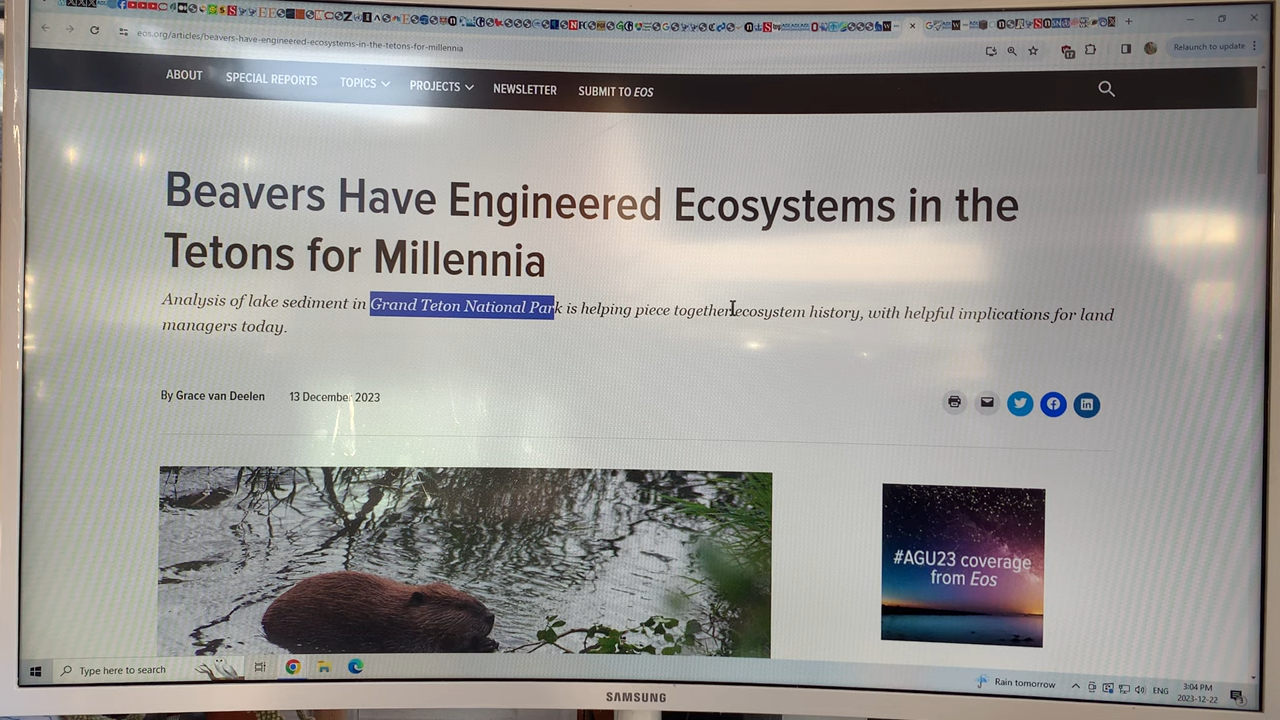 eos.org/articles/beavers-have-engineered-ecosystems-in-the-tetons-for-millennia
Relaunch to update
ABOUT SPECIAL REPORTS TOPICS PROJECTS NEWSLETTER SUBMIT TO EOS
Beavers Have Engineered Ecosystems in the
Tetons for Millennia
Analysis of lake sediment in Grand Teton National Park is helping piece together ecosystem history, with helpful implications for land
managers today.
By Grace van Deelen 13 December 2023
#AGU23 coverage
from Eos
Type here to search
Rain tomorrow
ENG
3:04 PM
2023-12-22
SAMSUNG